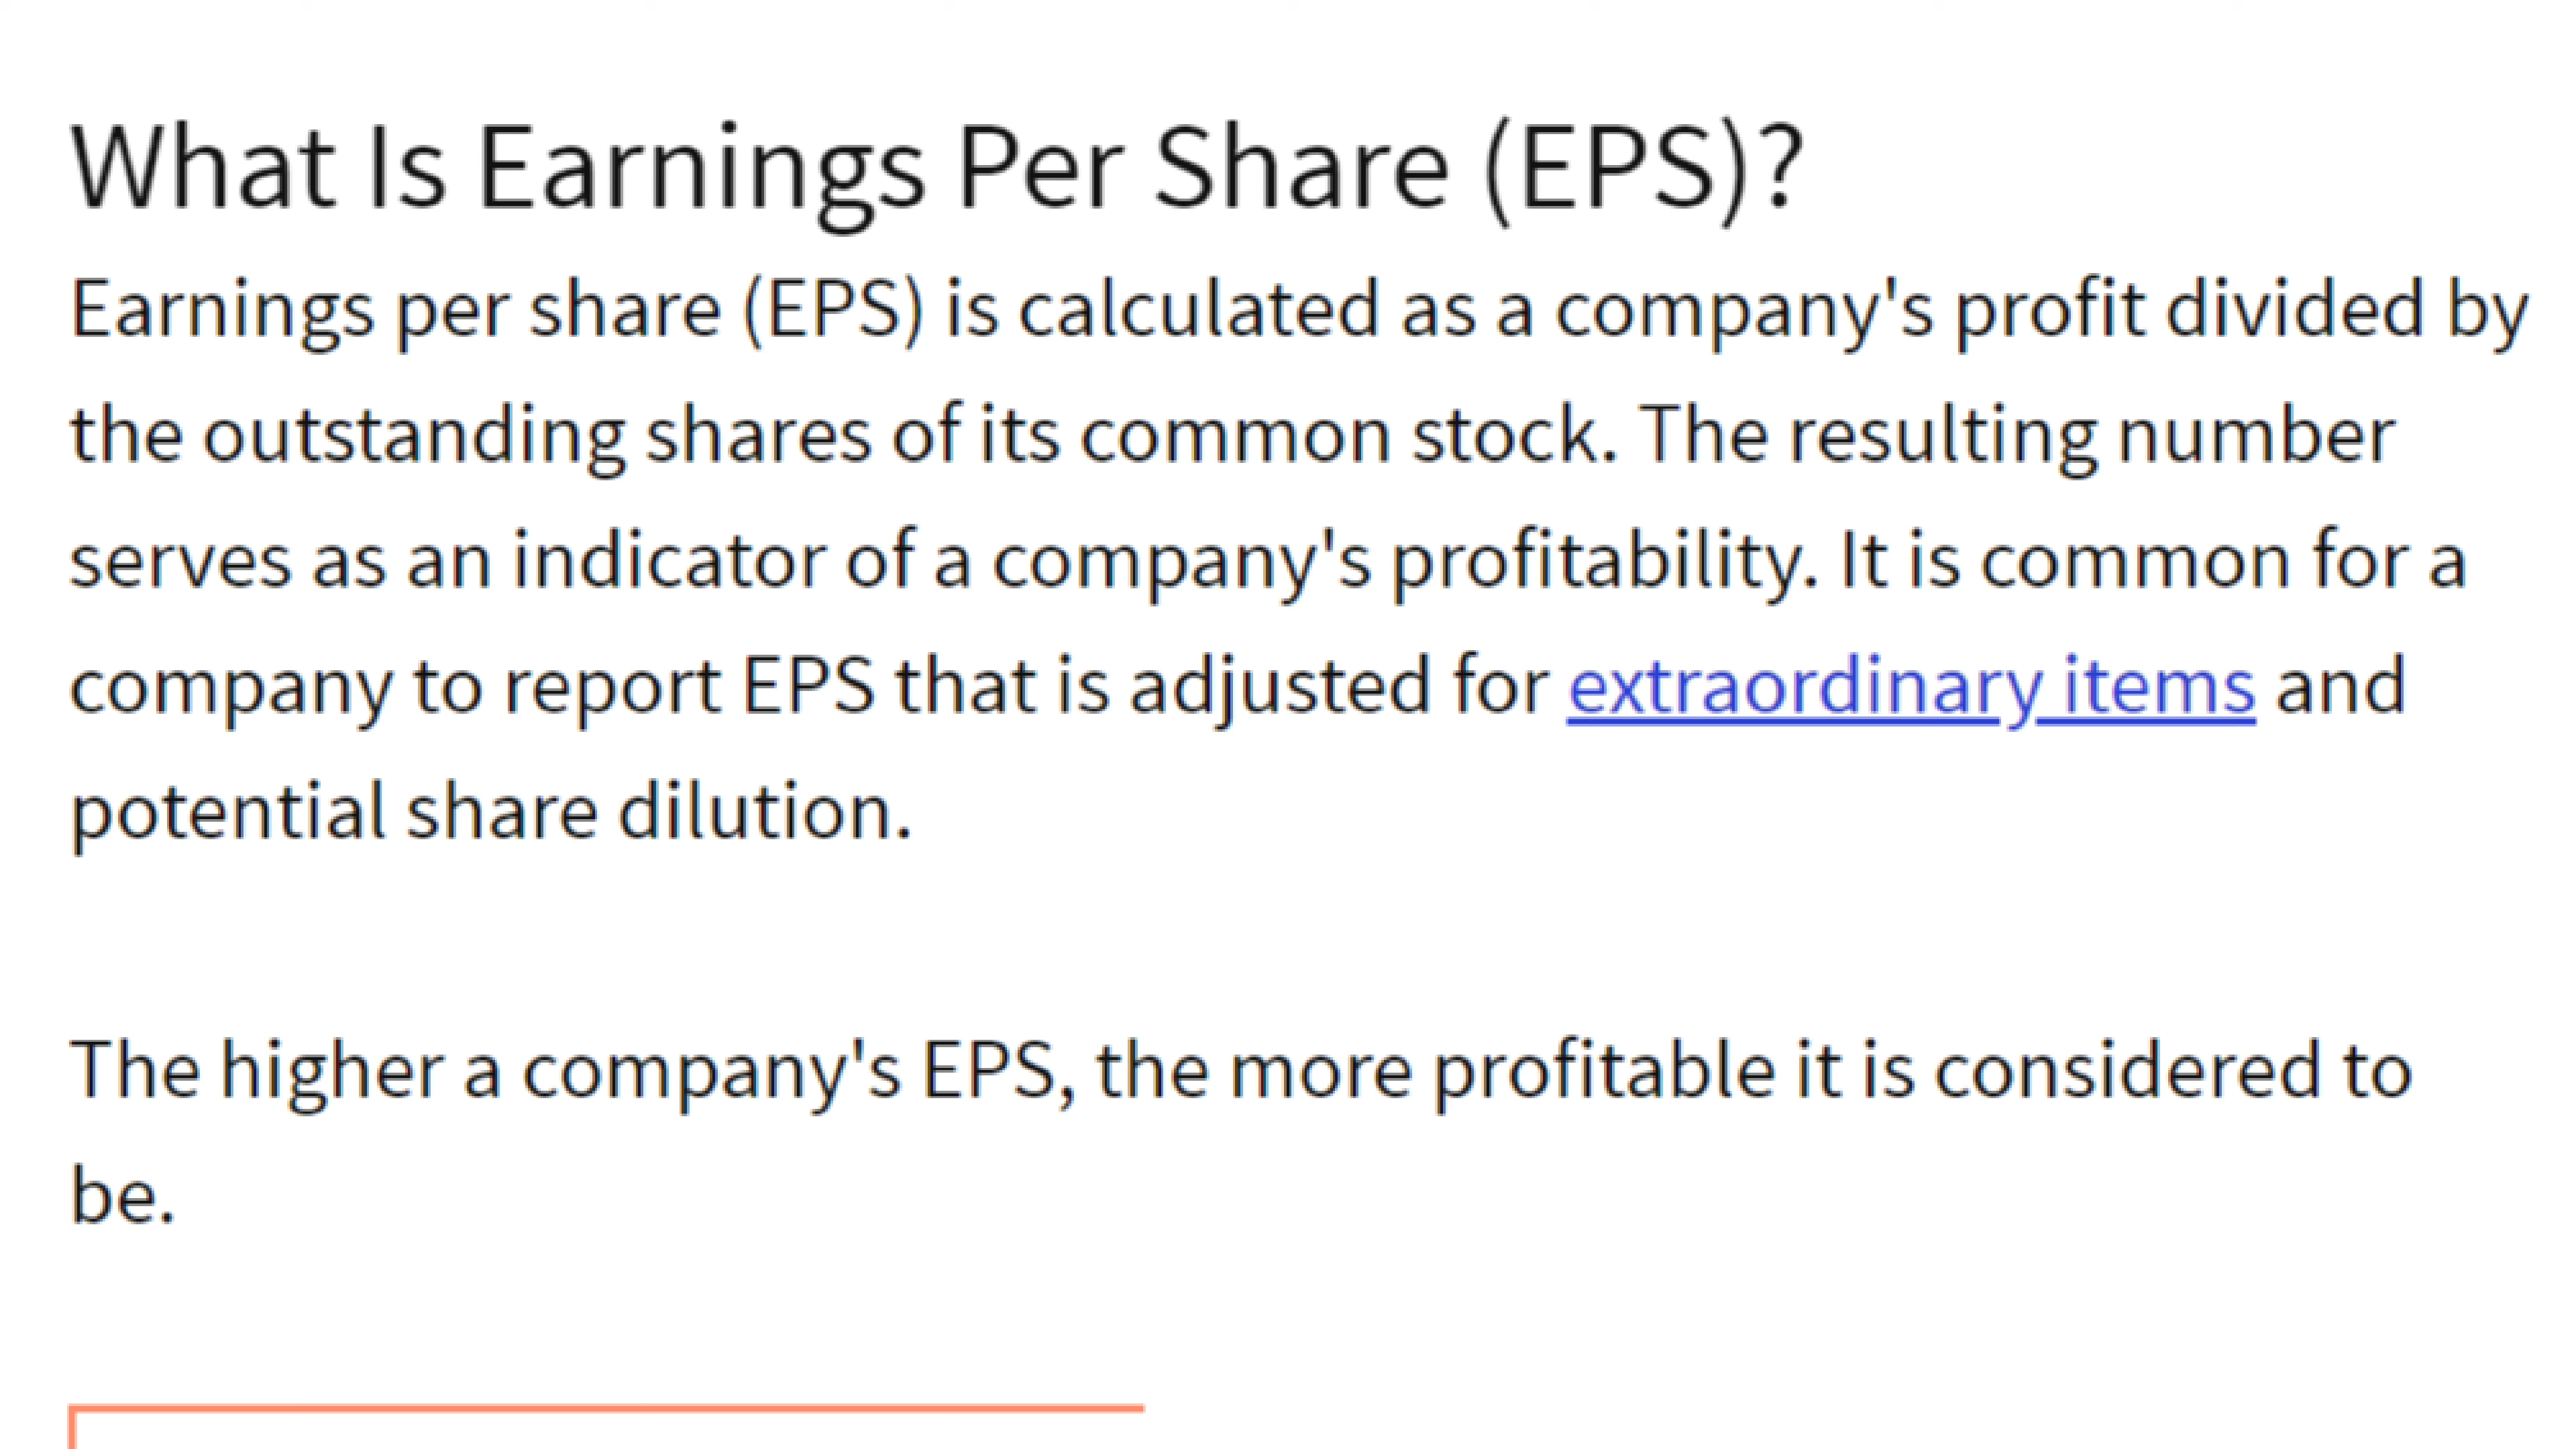 What Is Earnings Per Share (EPS)?
Earnings per share (EPS) is calculated as a company's profit divided by
the outstanding shares of its common stock. The resulting number
serves as an indicator of a company's profitability. It is common for a
company to report EPS that is adjusted for extraordinary items and
potential share dilution.
The higher a company's EPS, the more profitable it is considered to
be.